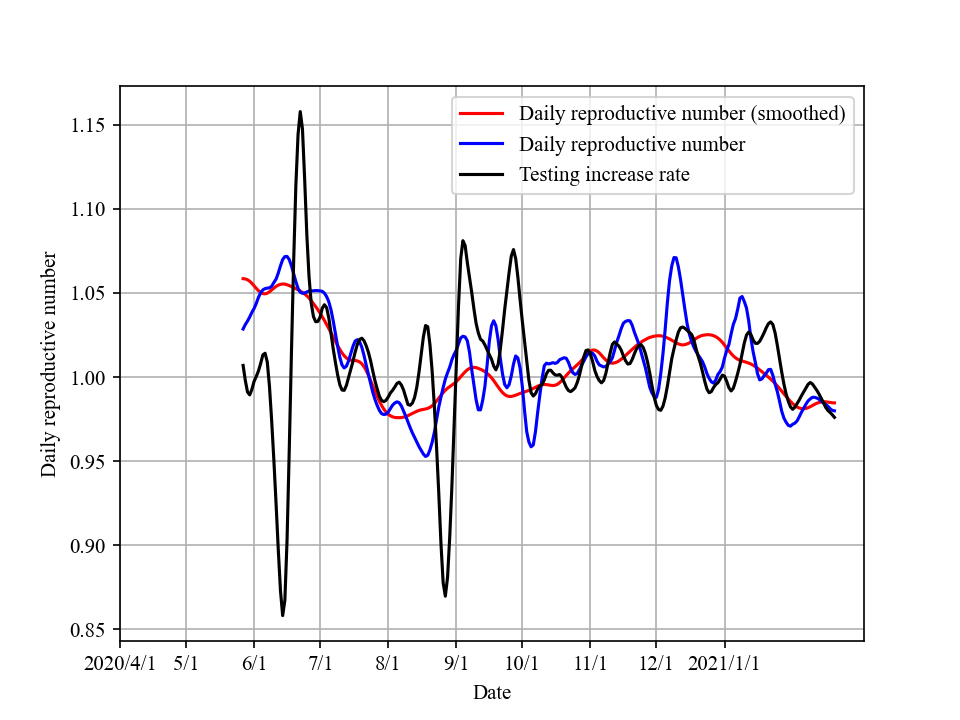 Daily reproductive number (smoothed)
Daily reproductive number
Testing increase rate
Daily reproductive number
1.15
1.10
1.05
1.00
0.95
0.90
0.85
2020/4/1 5/1 6/1 7/1 8/1 9/1 10/1 11/1 12/1 2021/1/1
Date